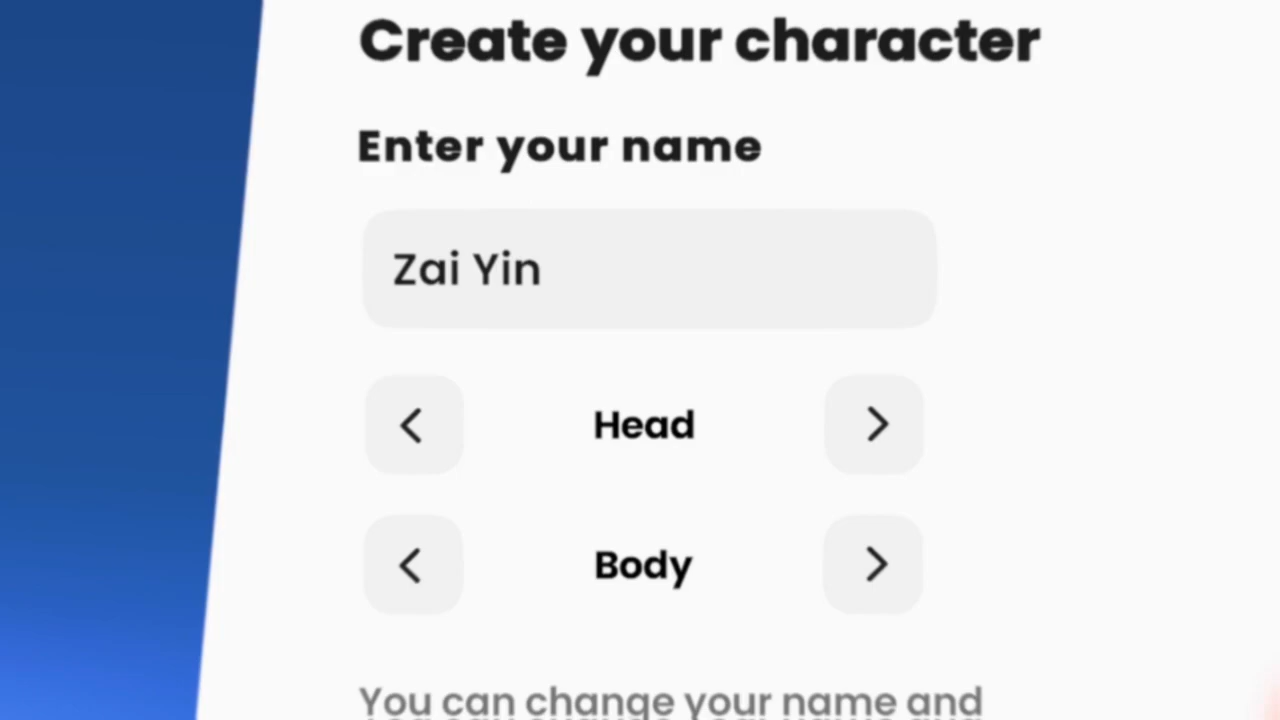 Create your character
Enter your name
Zai Yin
Head
Body
You can change your name and